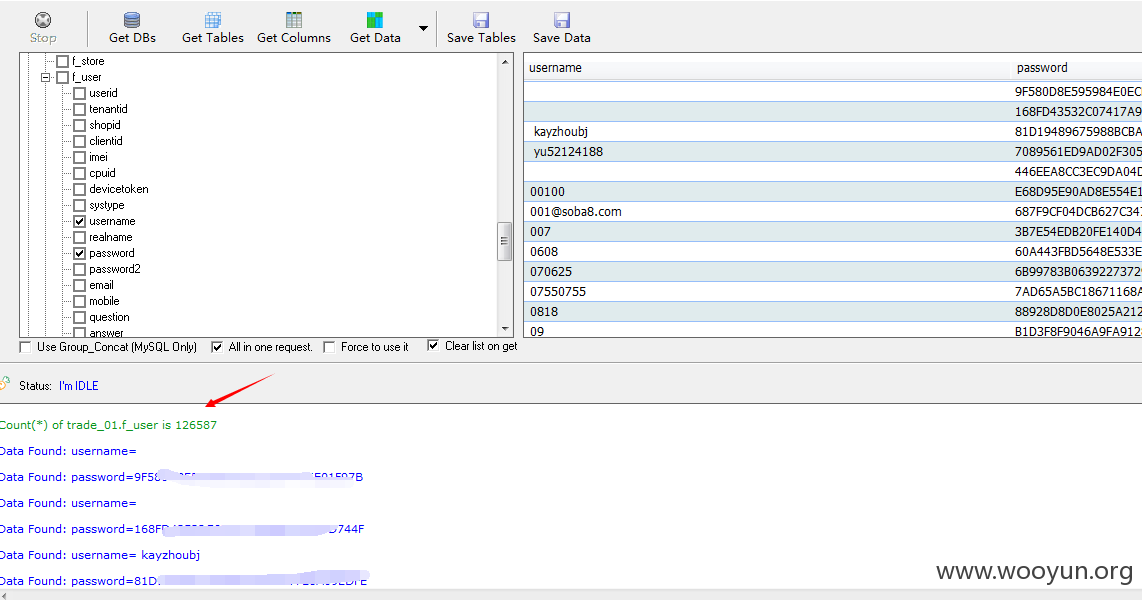 Stop Get DBs Get Tables Get Columns Get Data Save Tables Save Data
f_store
f_user
userid
tenantid
shopid
clientid
imei
cpuid
devicetoken
systype
username
realname
password
password2
email
mobile
question
answer
username password
9F580D8E595984E0EC
168FD43532C07417A9
kayzhoubj 81D19489675988BCBA
yu52124188 7089561ED9AD02F305
446EEA8CC3EC9DA04D
00100 E68D95E90AD8E554E1
001@soba8.com 687F9CF04DCB627C347
007 3B7E54EDB20FE140D4
0608 60A443FBD5648E533E
070625 6B99783B0639227372
07550755 7AD65A5BC18671168A
0818 88928D8D0E8025A212
09 B1D3F8F9046A9FA912
Use Group_Concat (MySQL Only) All in one request. Force to use it Clear list on get
Status: I'm IDLE
Count(*) of trade_01.f_user is 126587
Data Found: username=
Data Found: password=9F58
Data Found: username=
Data Found: password=168F D744F
Data Found: username= kayzhoubj
Data Found: password=81D
www.wooyun.org